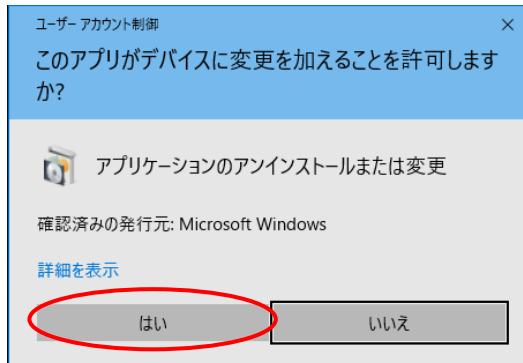 ユーザー アカウント制御
このアプリがデバイスに変更を加えることを許可します
か?
アプリケーションのアンインストールまたは変更
確認済みの発行元: Microsoft Windows
詳細を表示
はい
いいえ